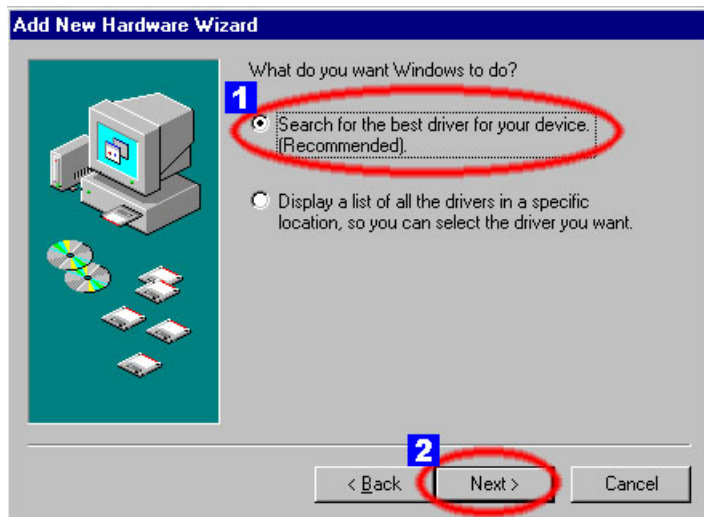 Add New Hardware Wizard
What do you want Windows to do?
1
Search for the best driver for your device.
(Recommended).
Display a list of all the drivers in a specific
location, so you can select the driver you want.
2
< Back
Next >
Cancel